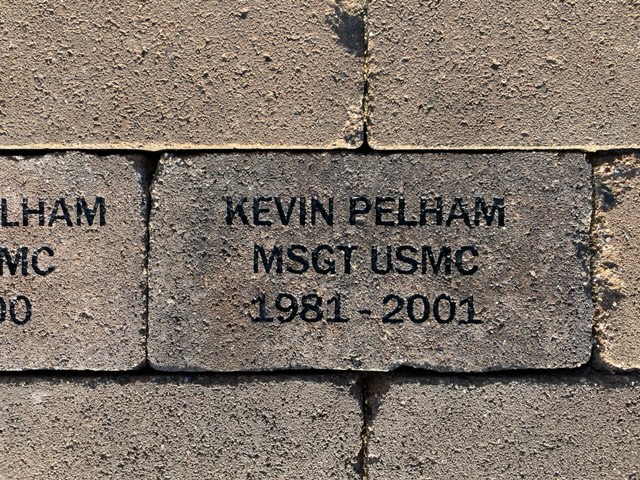 KEVIN PELHAM
MSGT USMC
1981 - 2001